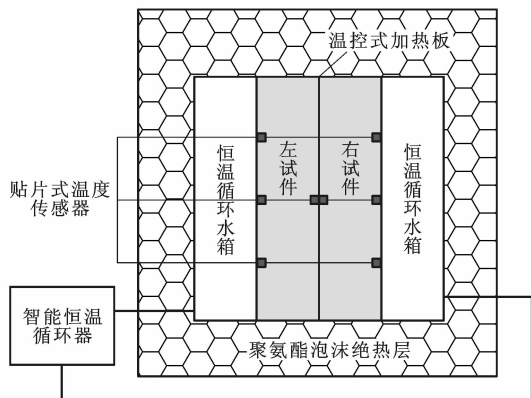 温控式加热板
恒温循环水箱
左试件
右试件
恒温循环水箱
贴片式温度
传感器
智能恒温
循环器
聚氨酯泡沫绝热层